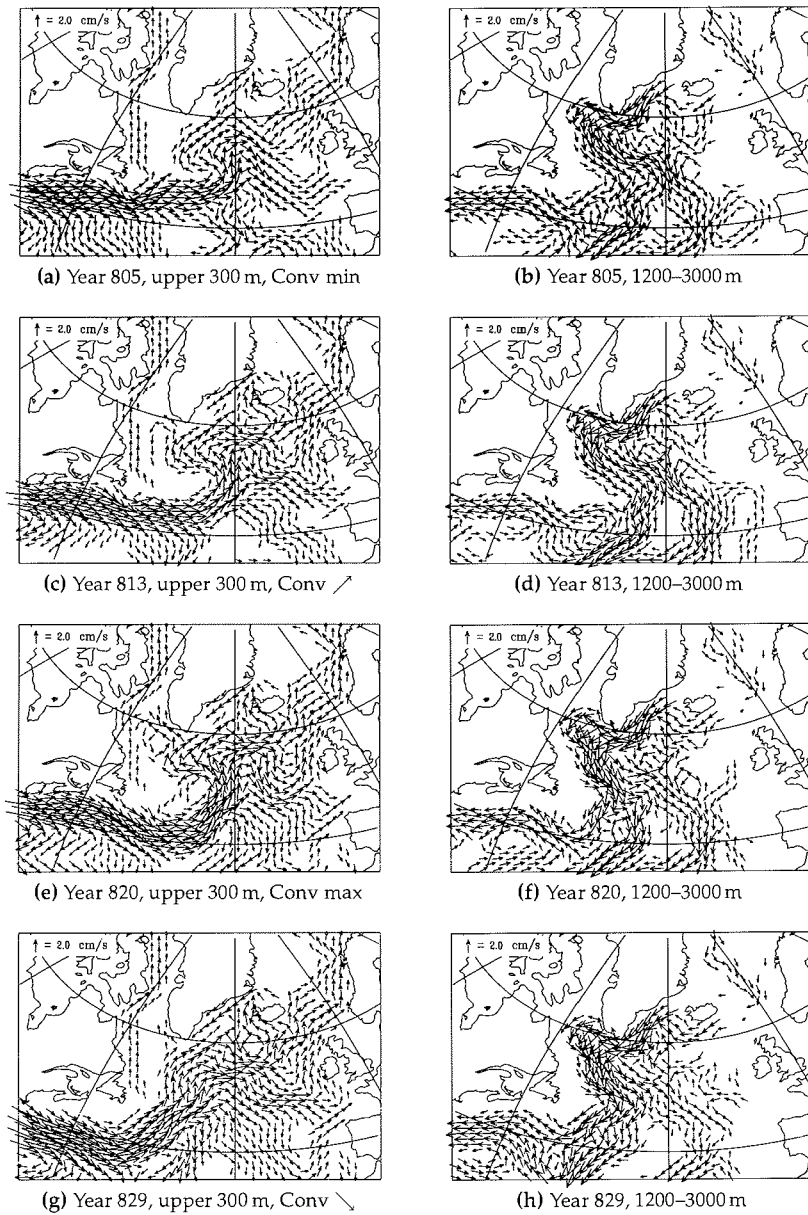 ↑ = 2.0 cm/s
↑ = 2.0 cm/s
(a) Year 805, upper 300 m, Conv min
(b) Year 805, 1200–3000 m
↑ = 2.0 cm/s
↑ = 2.0 cm/s
(c) Year 813, upper 300 m, Conv ↗
(d) Year 813, 1200–3000 m
↑ = 2.0 cm/s
↑ = 2.0 cm/s
(e) Year 820, upper 300 m, Conv max
(f) Year 820, 1200–3000 m
↑ = 2.0 cm/s
↑ = 2.0 cm/s
(g) Year 829, upper 300 m, Conv ↘
(h) Year 829, 1200–3000 m